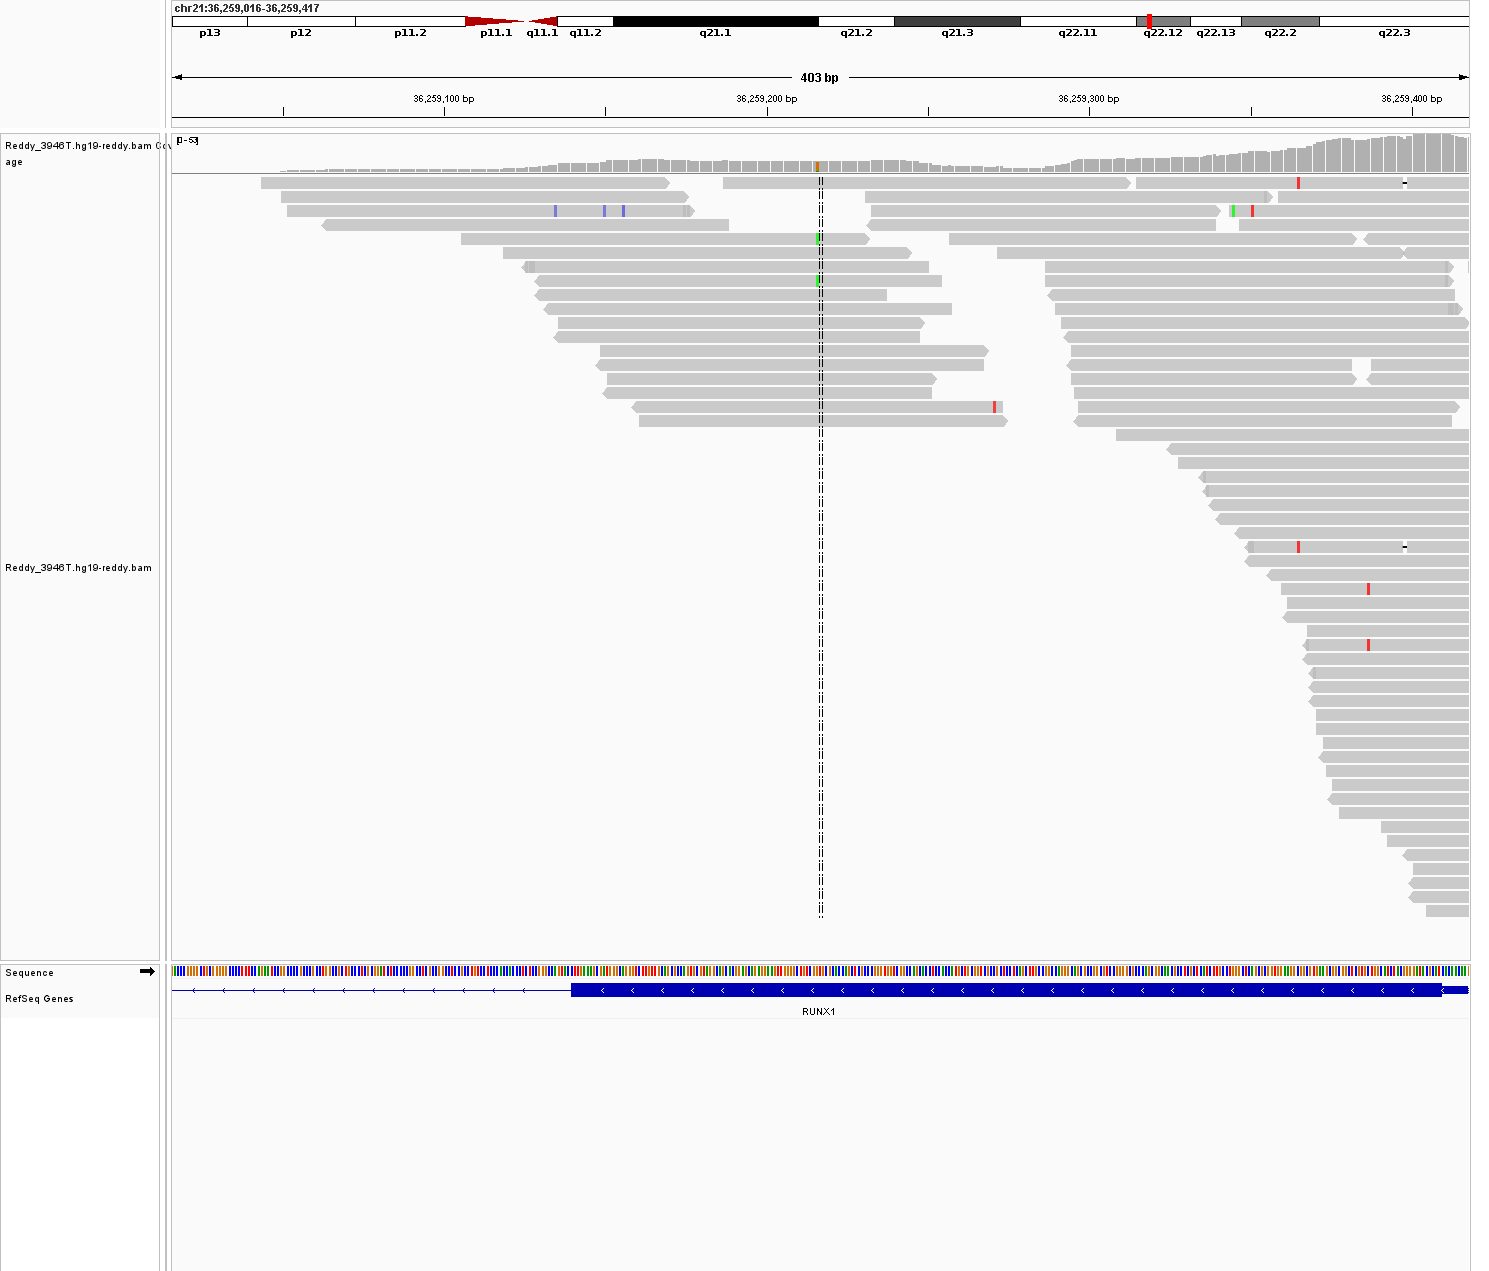 chr21:36,259,016-36,259,417
p13 p12 p11.2 p11.1 q11.1 q11.2 q21.1 q21.2 q21.3 q22.11 q22.12 q22.13 q22.2 q22.3
403 bp
36,259,100 bp 36,259,200 bp 36,259,300 bp 36,259,400 bp
Reddy_3946T.hg19-reddy.bam Cov
age
[0 - 53]
Reddy_3946T.hg19-reddy.bam
Sequence
RefSeq Genes
RUNX1